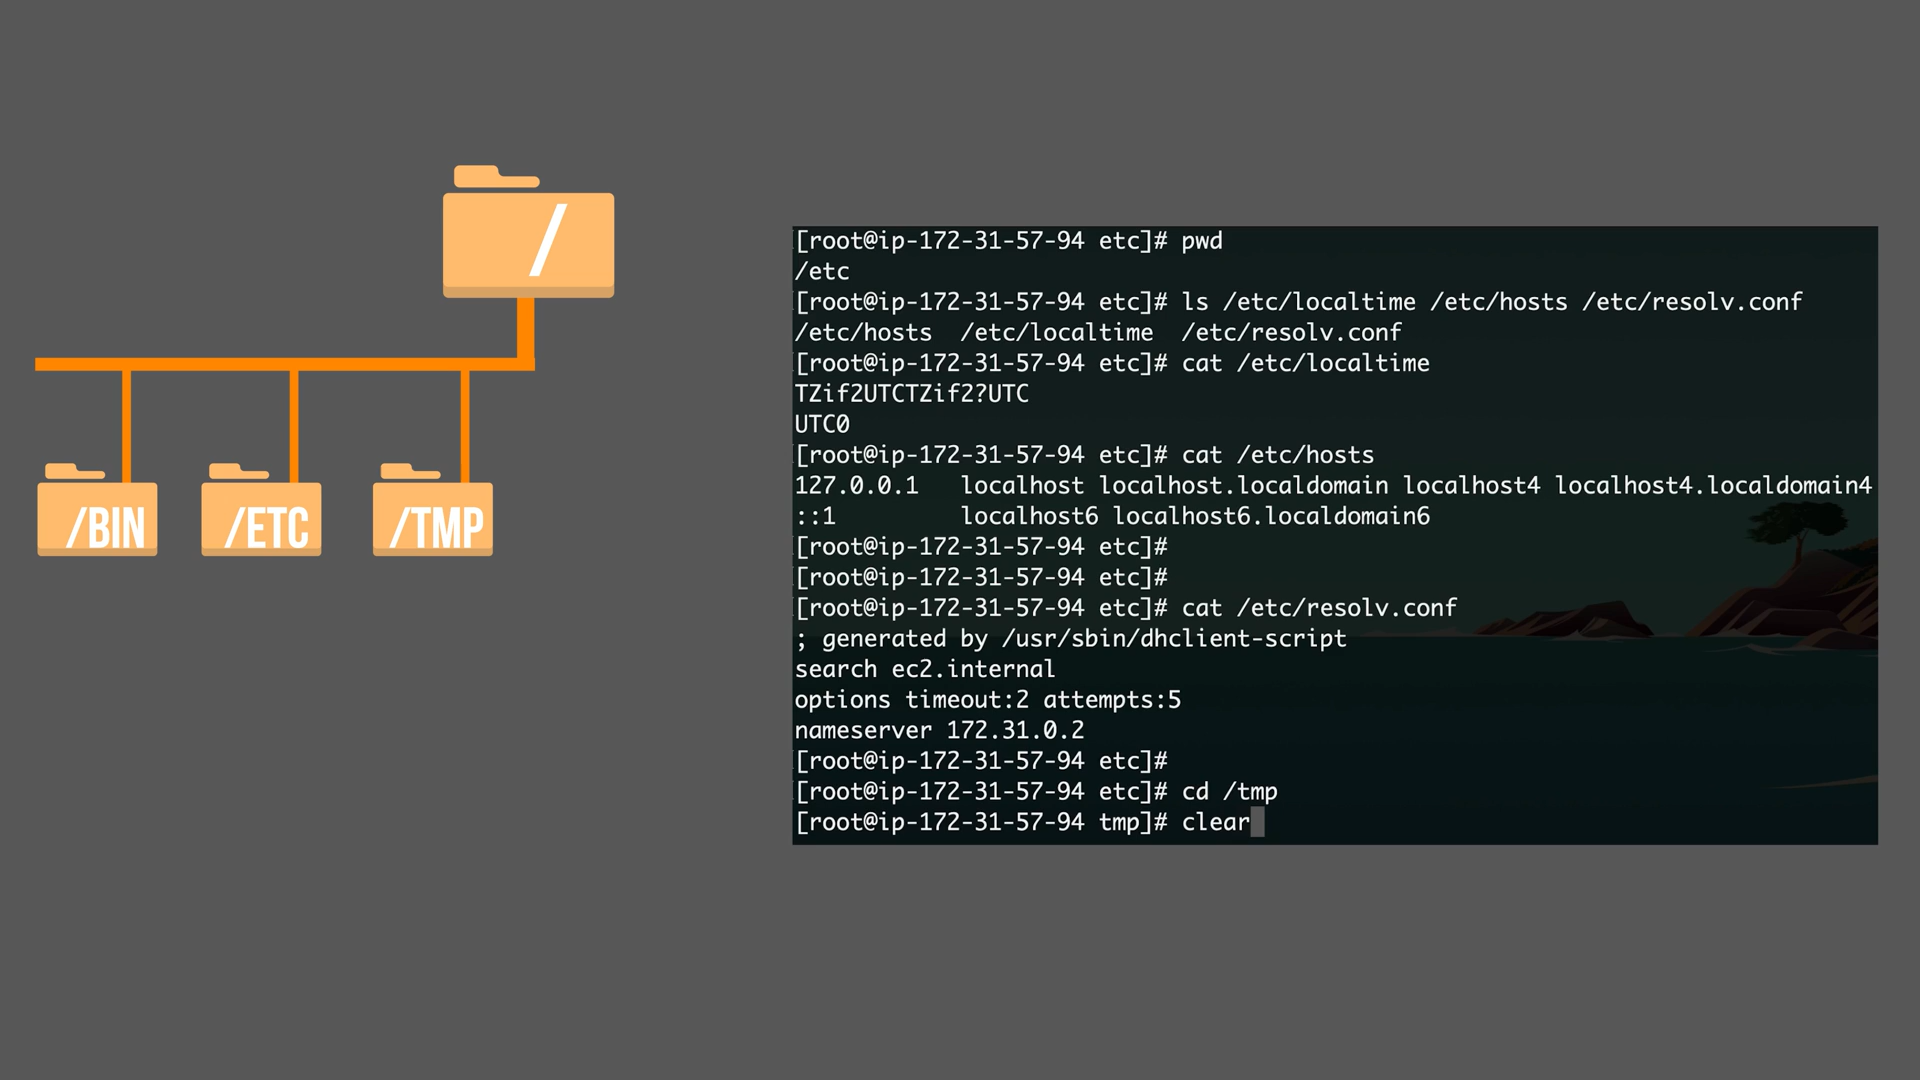 /
/BIN
/ETC
/TMP
[root@ip-172-31-57-94 etc]# pwd
/etc
[root@ip-172-31-57-94 etc]# ls /etc/localtime /etc/hosts /etc/resolv.conf
/etc/hosts  /etc/localtime  /etc/resolv.conf
[root@ip-172-31-57-94 etc]# cat /etc/localtime
TZif2UTCTZif2?UTC
UTC0
[root@ip-172-31-57-94 etc]# cat /etc/hosts
127.0.0.1   localhost localhost.localdomain localhost4 localhost4.localdomain4
::1         localhost6 localhost6.localdomain6
[root@ip-172-31-57-94 etc]#
[root@ip-172-31-57-94 etc]#
[root@ip-172-31-57-94 etc]# cat /etc/resolv.conf
; generated by /usr/sbin/dhclient-script
search ec2.internal
options timeout:2 attempts:5
nameserver 172.31.0.2
[root@ip-172-31-57-94 etc]#
[root@ip-172-31-57-94 etc]# cd /tmp
[root@ip-172-31-57-94 tmp]# clear